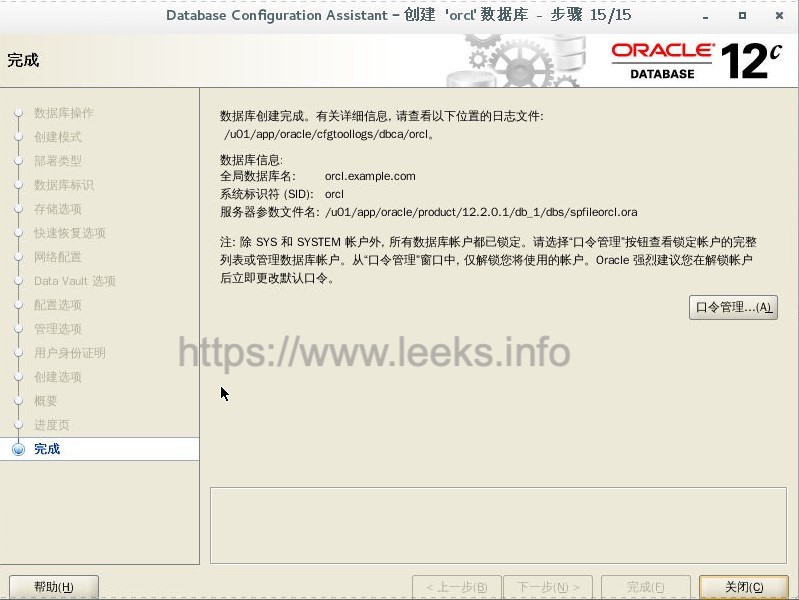 Database Configuration Assistant – 创建 'orcl' 数据库 - 步骤 15/15
完成
ORACLE
DATABASE
12c
数据库操作
创建模式
部署类型
数据库标识
存储选项
快速恢复选项
网络配置
Data Vault 选项
配置选项
管理选项
用户身份证明
创建选项
概要
进度页
完成
数据库创建完成。有关详细信息, 请查看以下位置的日志文件:
/u01/app/oracle/cfgtoollogs/dbca/orcl。
数据库信息:
全局数据库名: orcl.example.com
系统标识符 (SID): orcl
服务器参数文件名: /u01/app/oracle/product/12.2.0.1/db_1/dbs/spfileorcl.ora
注: 除 SYS 和 SYSTEM 帐户外, 所有数据库帐户都已锁定。请选择“口令管理”按钮查看锁定帐户的完整
列表或管理数据库帐户。从“口令管理”窗口中, 仅解锁您将使用的帐户。Oracle 强烈建议您在解锁帐户
后立即更改默认口令。
口令管理...(A)
https://www.leeks.info
帮助(H)
< 上一步(B)
下一步(N) >
完成(F)
关闭(C)